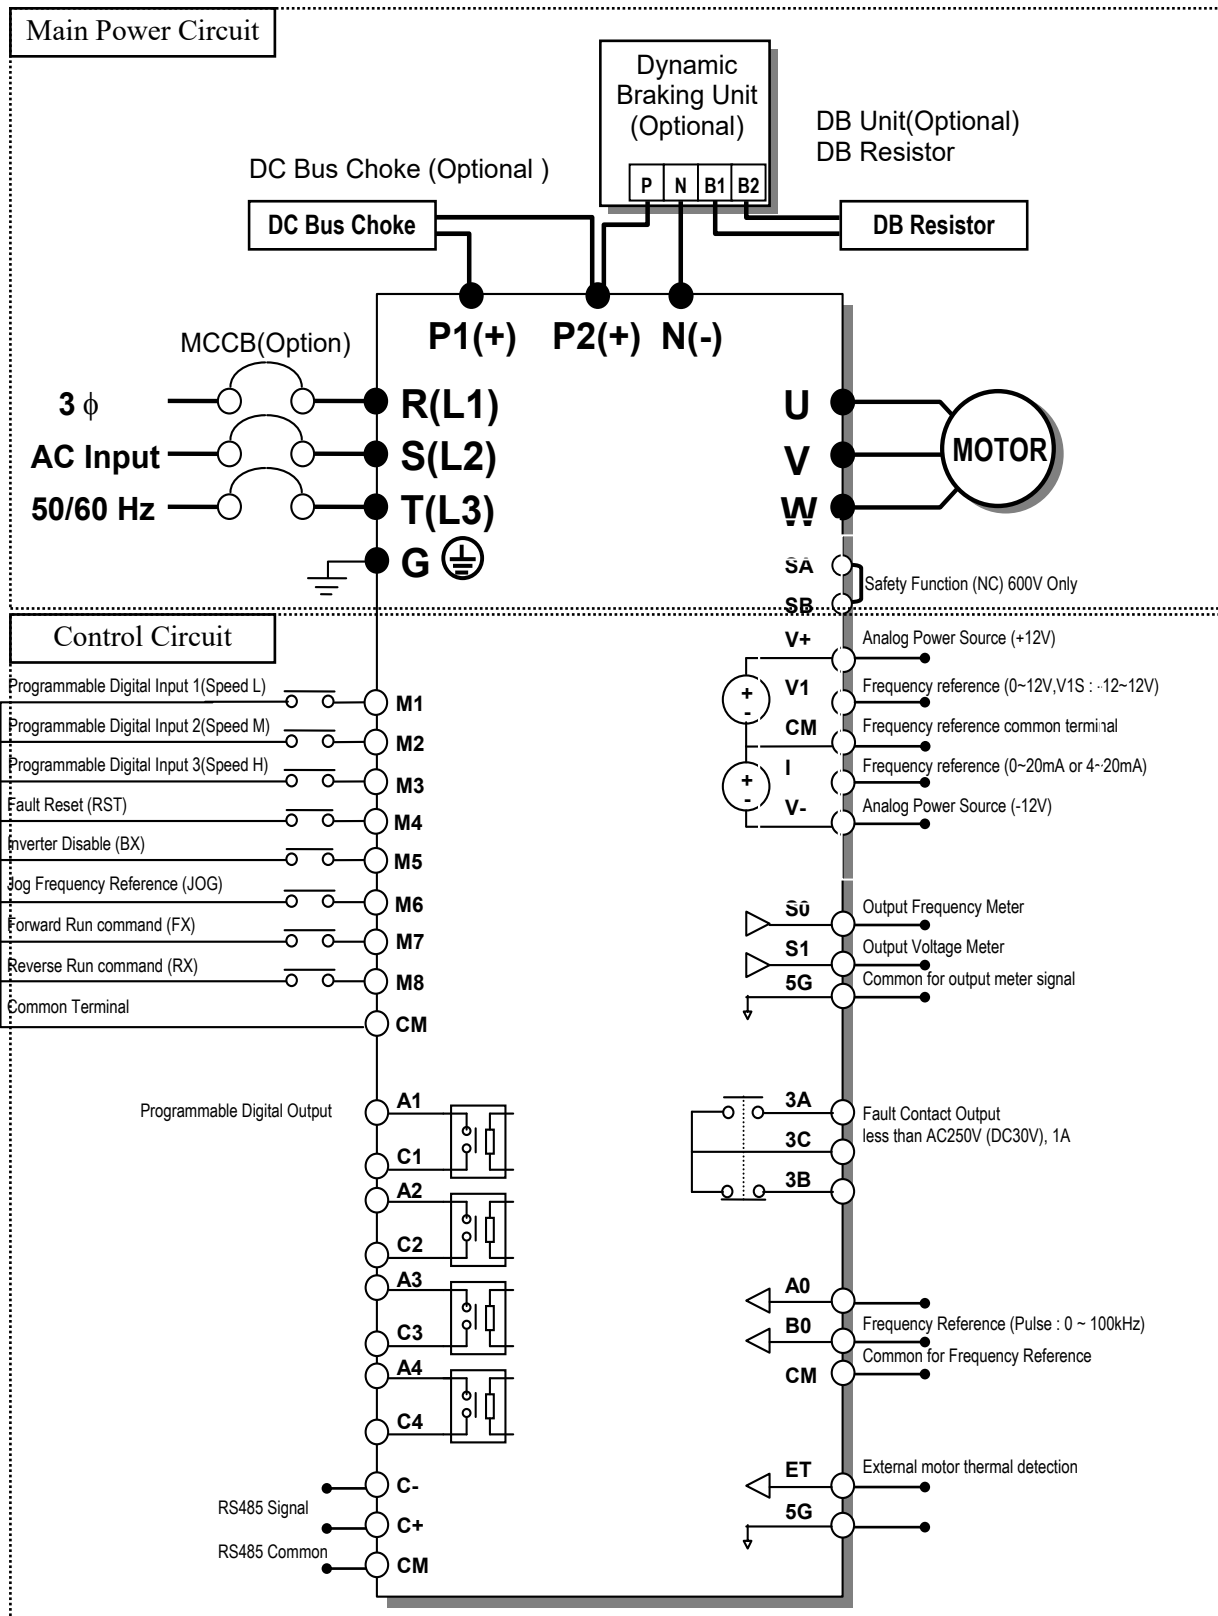 Main Power Circuit
Dynamic
Braking Unit
(Optional)
P N B1 B2
DB Unit(Optional)
DB Resistor
DC Bus Choke (Optional )
DC Bus Choke
DB Resistor
P1(+) P2(+) N(-)
MCCB(Option)
3 ϕ
AC Input
50/60 Hz
R(L1)
S(L2)
T(L3)
G
U
V
W
MOTOR
SA
SB
Safety Function (NC) 600V Only
Control Circuit
Programmable Digital Input 1(Speed L)
M1
Programmable Digital Input 2(Speed M)
M2
Programmable Digital Input 3(Speed H)
M3
Fault Reset (RST)
M4
Inverter Disable (BX)
M5
Jog Frequency Reference (JOG)
M6
Forward Run command (FX)
M7
Reverse Run command (RX)
M8
Common Terminal
CM
V+
Analog Power Source (+12V)
+
-
V1
Frequency reference (0~12V,V1S : -12~12V)
CM
Frequency reference common terminal
+
-
I
Frequency reference (0~20mA or 4~20mA)
V-
Analog Power Source (-12V)
S0
Output Frequency Meter
S1
Output Voltage Meter
5G
Common for output meter signal
Programmable Digital Output
A1
C1
A2
C2
A3
C3
A4
C4
3A
3C
3B
Fault Contact Output
less than AC250V (DC30V), 1A
A0
B0
Frequency Reference (Pulse : 0 ~ 100kHz)
CM
Common for Frequency Reference
RS485 Signal
C-
C+
RS485 Common
CM
ET
External motor thermal detection
5G